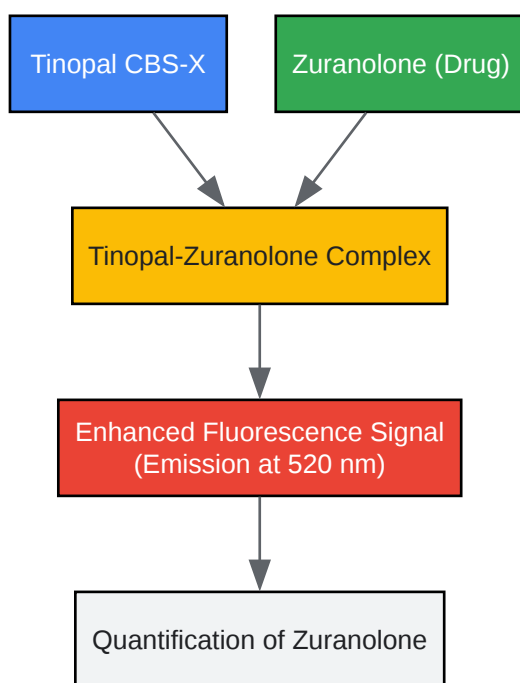 Tinopal CBS-X
Zuranolone (Drug)
Tinopal-Zuranolone Complex
Enhanced Fluorescence Signal
(Emission at 520 nm)
Quantification of Zuranolone